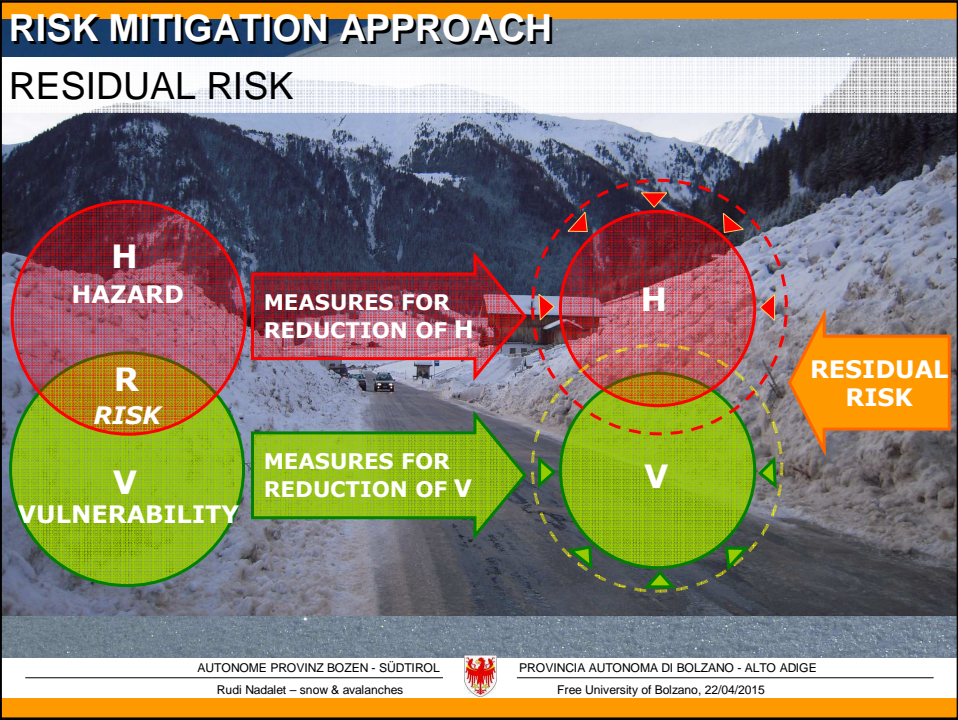 RISK MITIGATION APPROACH
RESIDUAL RISK
H
HAZARD
R
RISK
V
VULNERABILITY
MEASURES FOR
REDUCTION OF H
MEASURES FOR
REDUCTION OF V
H
V
RESIDUAL
RISK
AUTONOME PROVINZ BOZEN - SÜDTIROL
PROVINCIA AUTONOMA DI BOLZANO - ALTO ADIGE
Rudi Nadalet – snow & avalanches
Free University of Bolzano, 22/04/2015